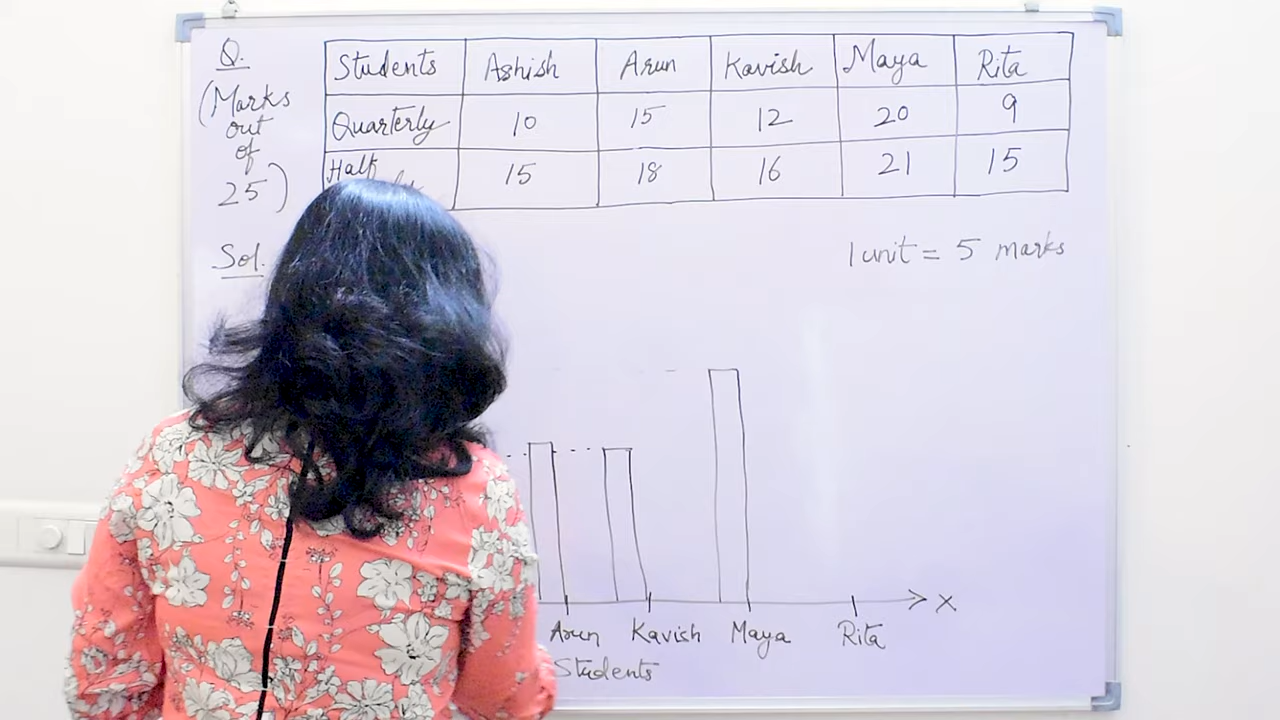 Q.
(Marks
out
of
25)
Students Ashish Arun Kavish Maya Rita
Quarterly 10 15 12 20 9
Half
15 18 16 21 15
Sol.
1 unit = 5 marks
X
Arun Kavish Maya Rita
Students